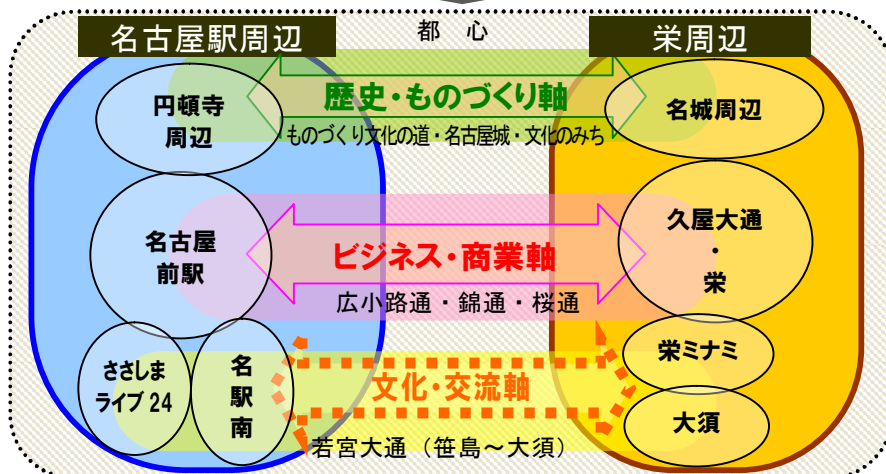 都 心
名古屋駅周辺
栄周辺
円頓寺
周辺
歴史・ものづくり軸
ものづくり文化の道・名古屋城・文化のみち
名城周辺
名古屋
前駅
ビジネス・商業軸
広小路通・錦通・桜通
久屋大通
・
栄
ささしま
ライブ 24
名
駅
南
文化・交流軸
若宮大通（笹島～大須）
栄ミナミ
大須